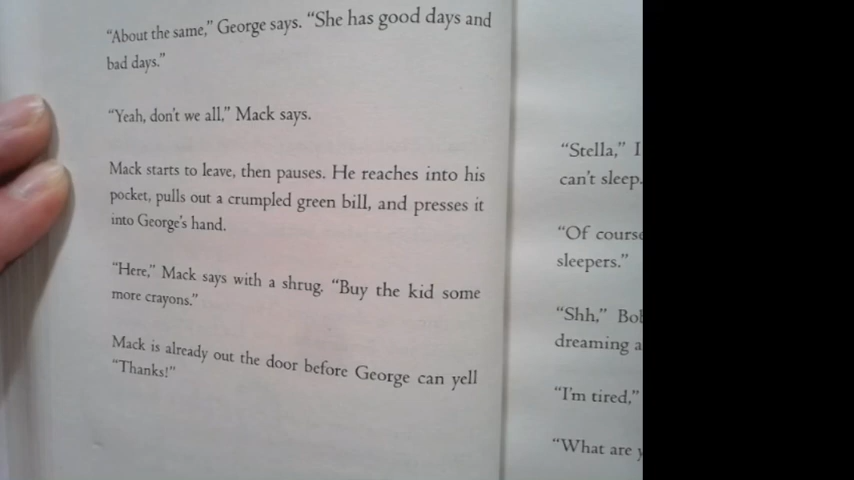 “About the same,” George says. “She has good days and
bad days.”
“Yeah, don’t we all,” Mack says.
Mack starts to leave, then pauses. He reaches into his
pocket, pulls out a crumpled green bill, and presses it
into George’s hand.
“Here,” Mack says with a shrug. “Buy the kid some
more crayons.”
Mack is already out the door before George can yell
“Thanks!”
“Stella,” I
can’t sleep.
“Of course
sleepers.”
“Shh,”
dreaming a
“I’m tired,”
“What are